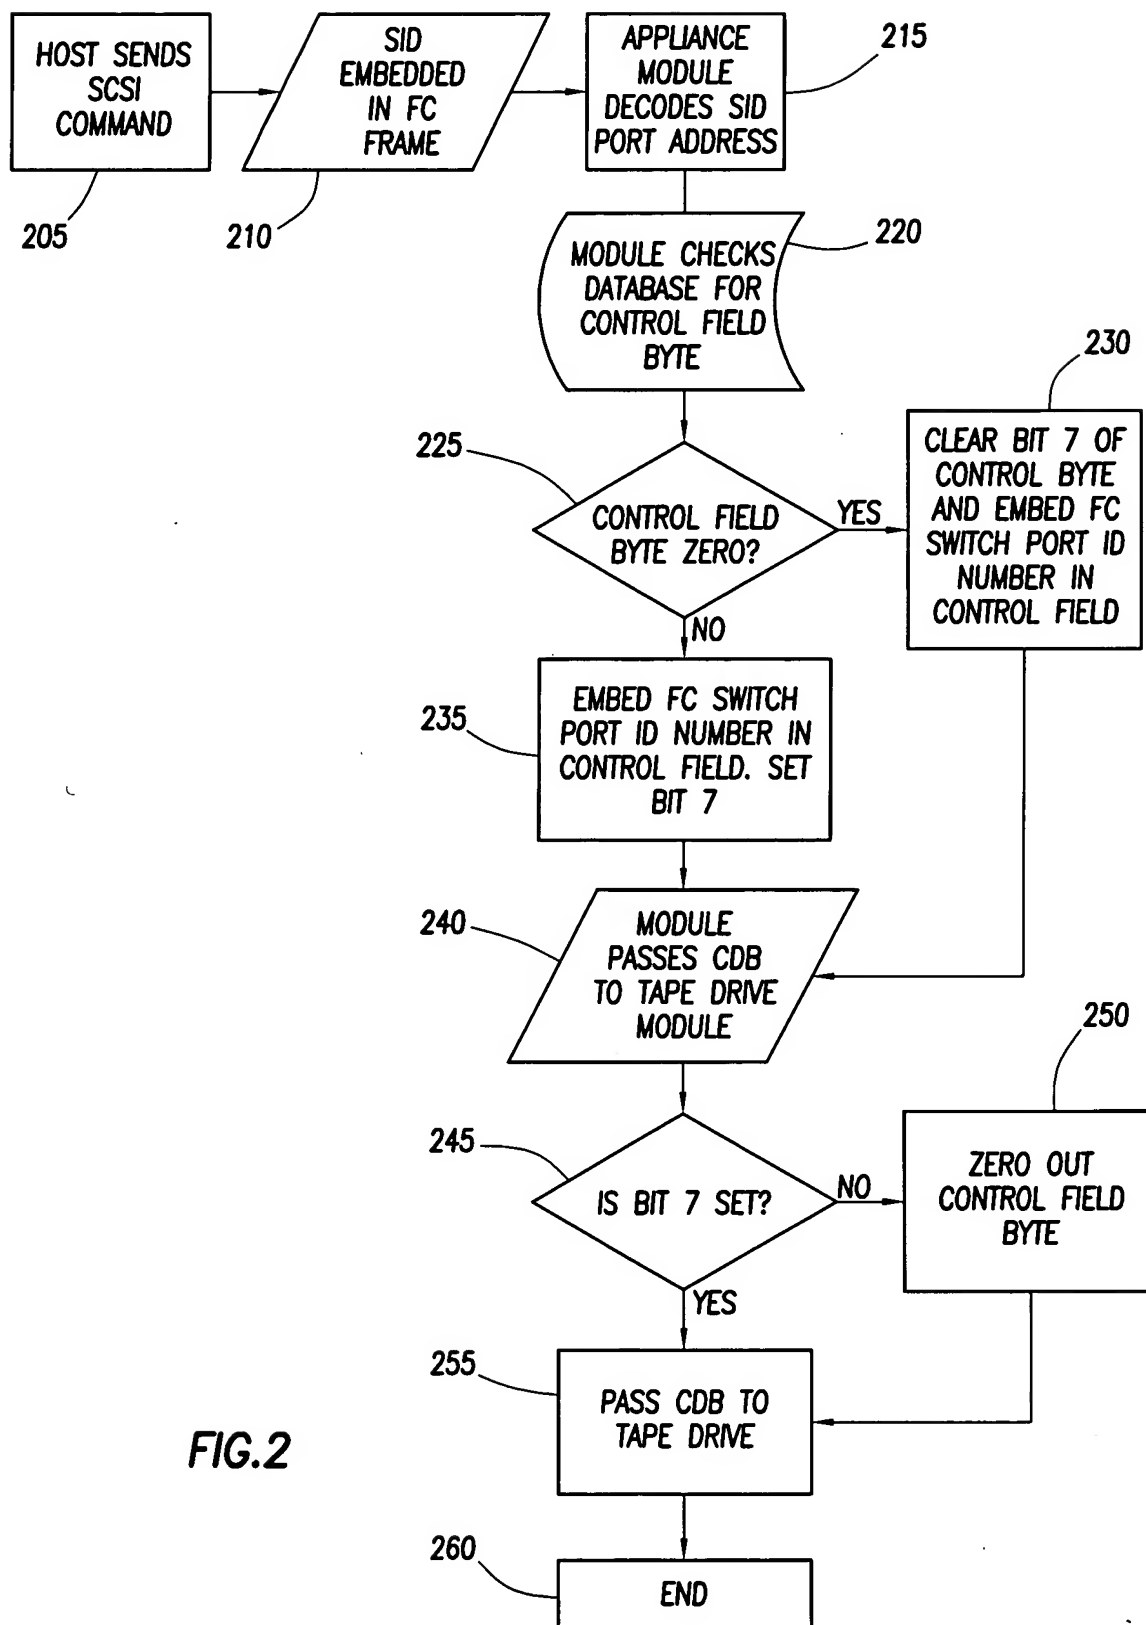 HOST SENDS
SCSI
COMMAND
205
SID
EMBEDDED
IN FC
FRAME
210
APPLIANCE
MODULE
DECODES SID
PORT ADDRESS
215
MODULE CHECKS
DATABASE FOR
CONTROL FIELD
BYTE
220
225
CONTROL FIELD
BYTE ZERO?
YES
NO
230
CLEAR BIT 7 OF
CONTROL BYTE
AND EMBED FC
SWITCH PORT ID
NUMBER IN
CONTROL FIELD
235
EMBED FC SWITCH
PORT ID NUMBER IN
CONTROL FIELD. SET
BIT 7
240
MODULE
PASSES CDB
TO TAPE DRIVE
MODULE
245
IS BIT 7 SET?
NO
YES
250
ZERO OUT
CONTROL FIELD
BYTE
255
PASS CDB TO
TAPE DRIVE
FIG.2
260
END